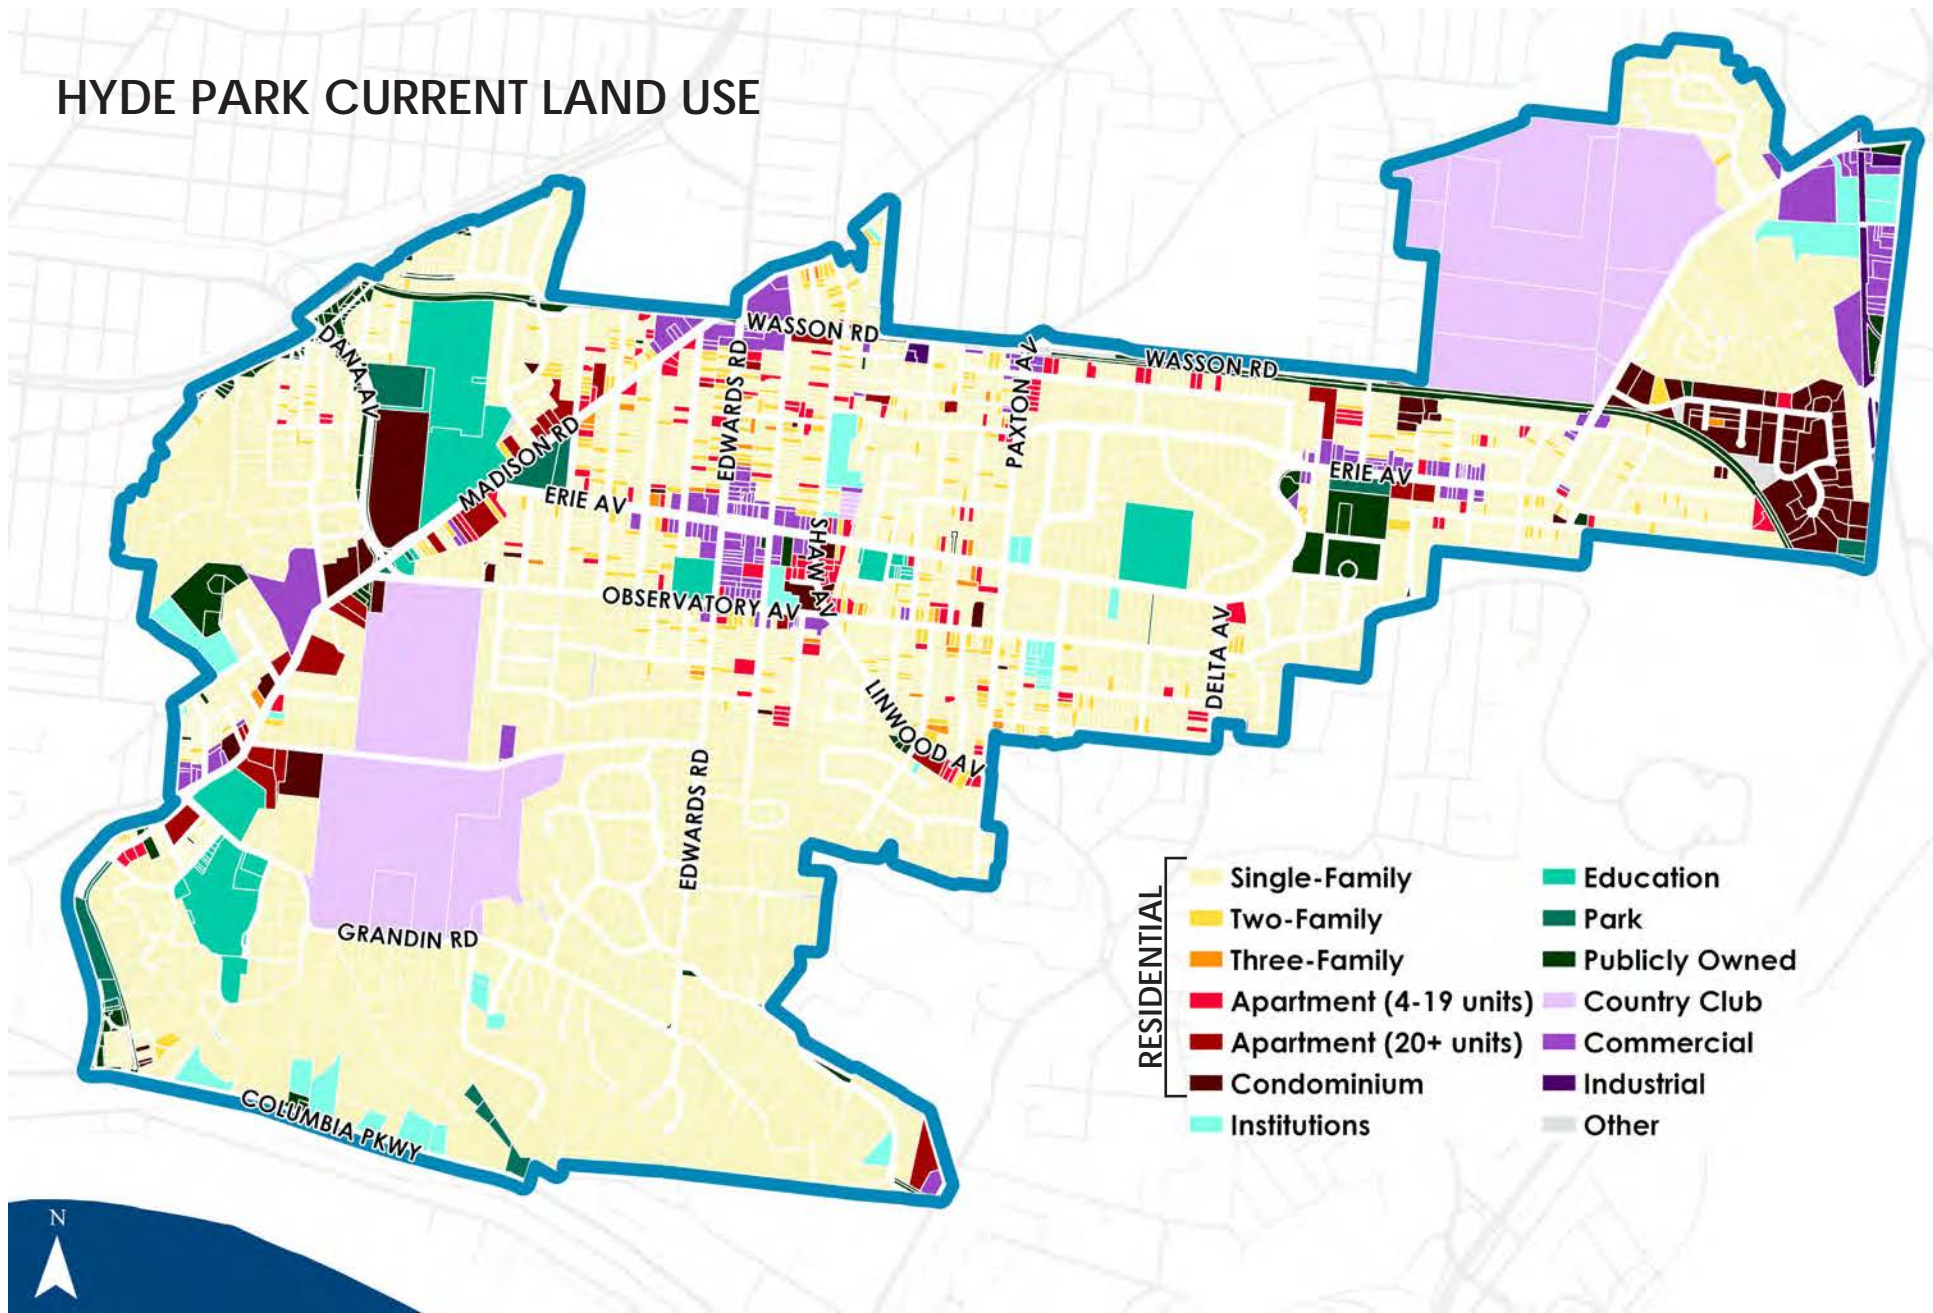 HYDE PARK CURRENT LAND USE
WASSON RD
DANA AV
WASSON RD
EDWARDS RD
PAXTON AV
MADISON RD
ERIE AV
ERIE AV
SHAW AV
OBSERVATORY AV
DELTA AV
LINWOOD AV
EDWARDS RD
GRANDIN RD
COLUMBIA PKWY
N
RESIDENTIAL
Single-Family
Two-Family
Three-Family
Apartment (4-19 units)
Apartment (20+ units)
Condominium
Institutions
Education
Park
Publicly Owned
Country Club
Commercial
Industrial
Other